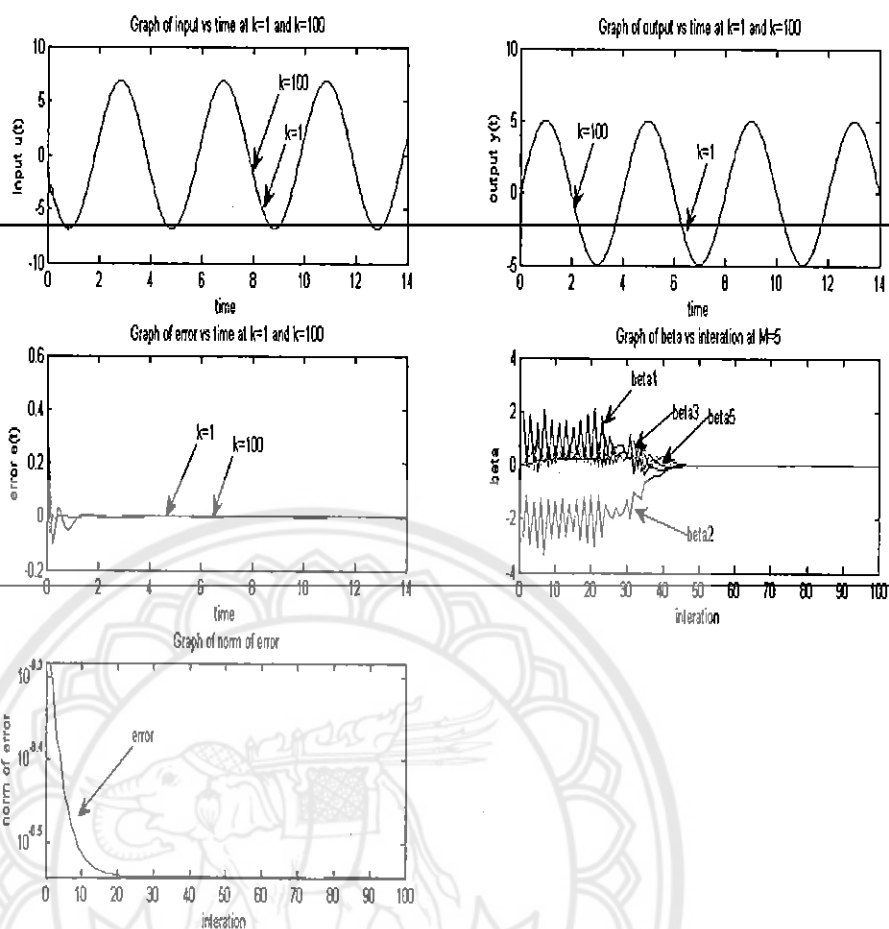 Graph of input vs time at k=1 and k=100
10
5
0
-5
-10
input u(t)
k=100
k=1
0 2 4 6 8 10 12 14
time
Graph of output vs time at k=1 and k=100
10
5
0
-5
output y(t)
k=100
k=1
0 2 4 6 8 10 12 14
time
Graph of error vs time at k=1 and k=100
0.6
0.4
0.2
0
-0.2
error e(t)
k=1
k=100
0 2 4 6 8 10 12 14
time
Graph of beta vs interation at M=5
4
2
0
-2
-4
beta
beta1
beta3
beta5
beta2
0 10 20 30 40 50 60 70 80 90 100
interation
Graph of norm of error
norm of error
error
0 10 20 30 40 50 60 70 80 90 100
interation